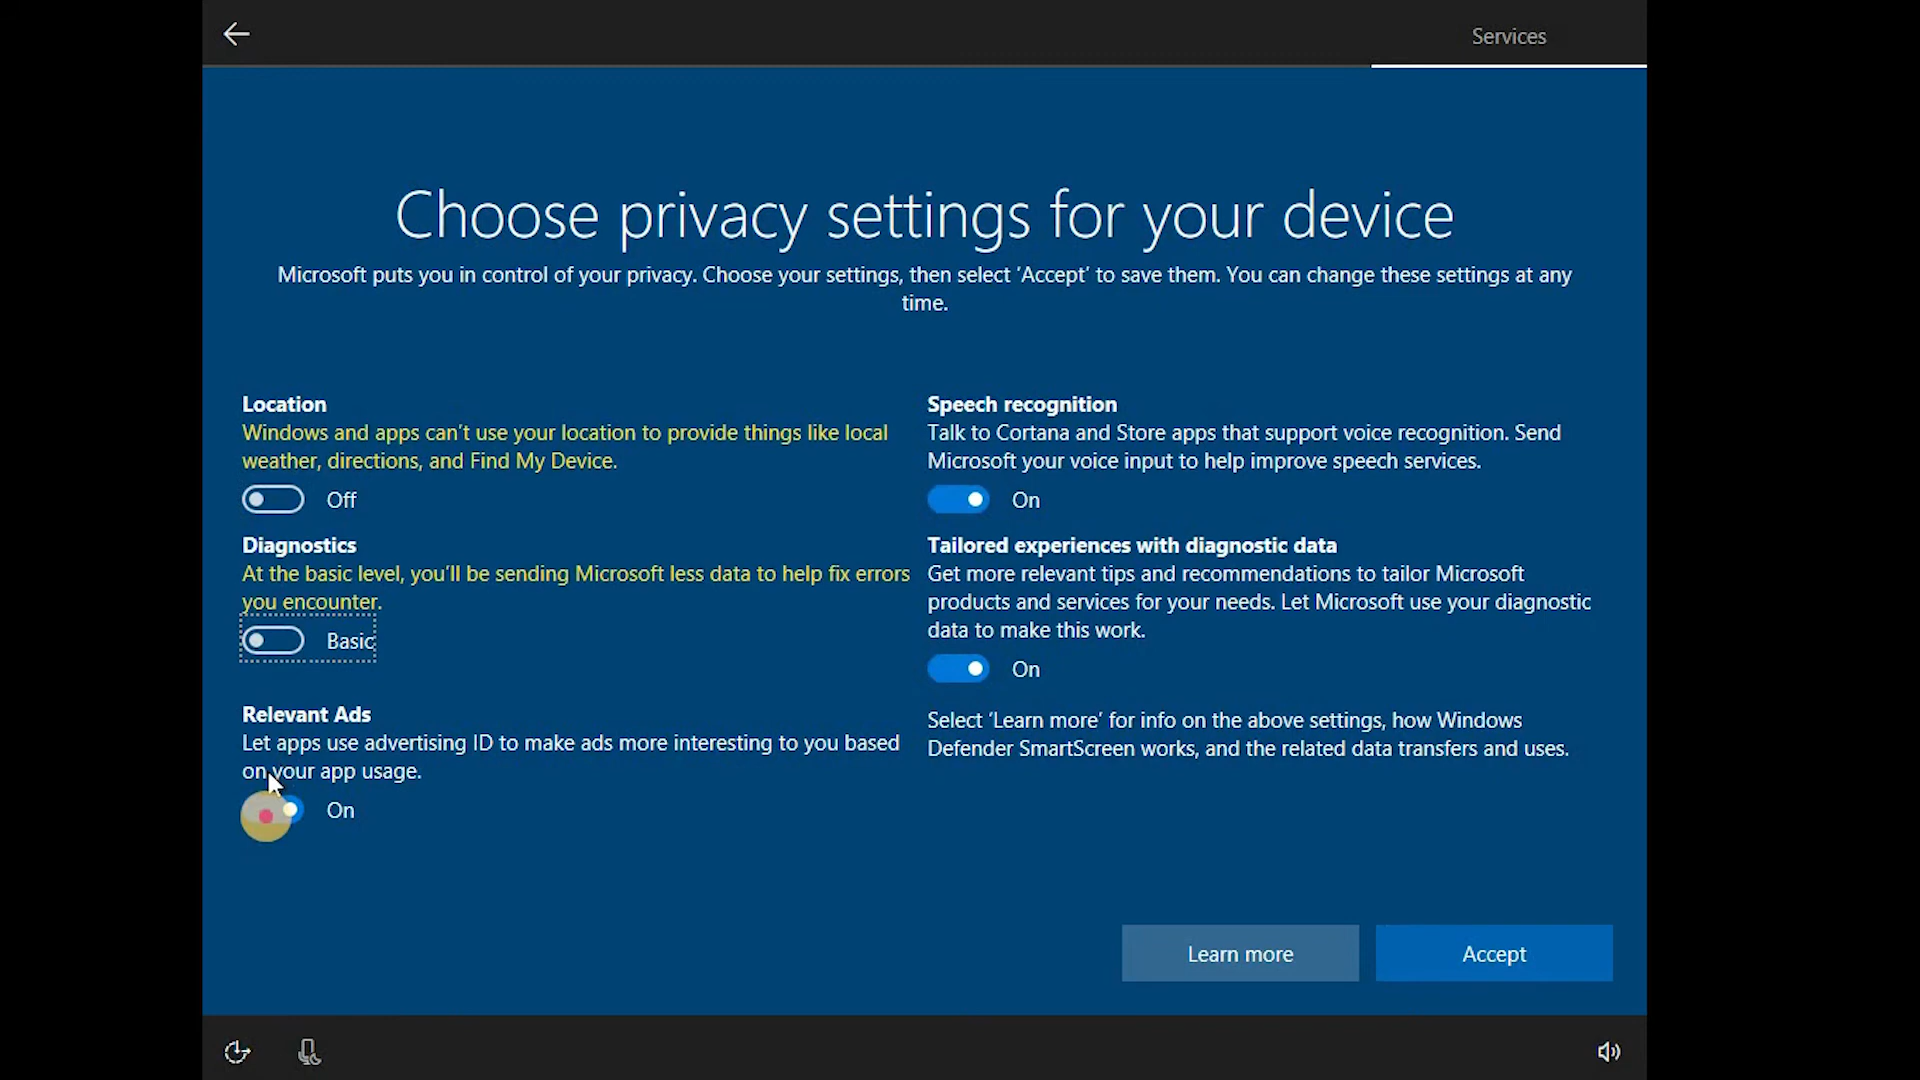 Services
Choose privacy settings for your device
Microsoft puts you in control of your privacy. Choose your settings, then select ‘Accept’ to save them. You can change these settings at any
time.
Location
Windows and apps can’t use your location to provide things like local
weather, directions, and Find My Device.
Off
Diagnostics
At the basic level, you’ll be sending Microsoft less data to help fix errors
you encounter.
Basic
Relevant Ads
Let apps use advertising ID to make ads more interesting to you based
on your app usage.
On
Speech recognition
Talk to Cortana and Store apps that support voice recognition. Send
Microsoft your voice input to help improve speech services.
On
Tailored experiences with diagnostic data
Get more relevant tips and recommendations to tailor Microsoft
products and services for your needs. Let Microsoft use your diagnostic
data to make this work.
On
Select ‘Learn more’ for info on the above settings, how Windows
Defender SmartScreen works, and the related data transfers and uses.
Learn more
Accept